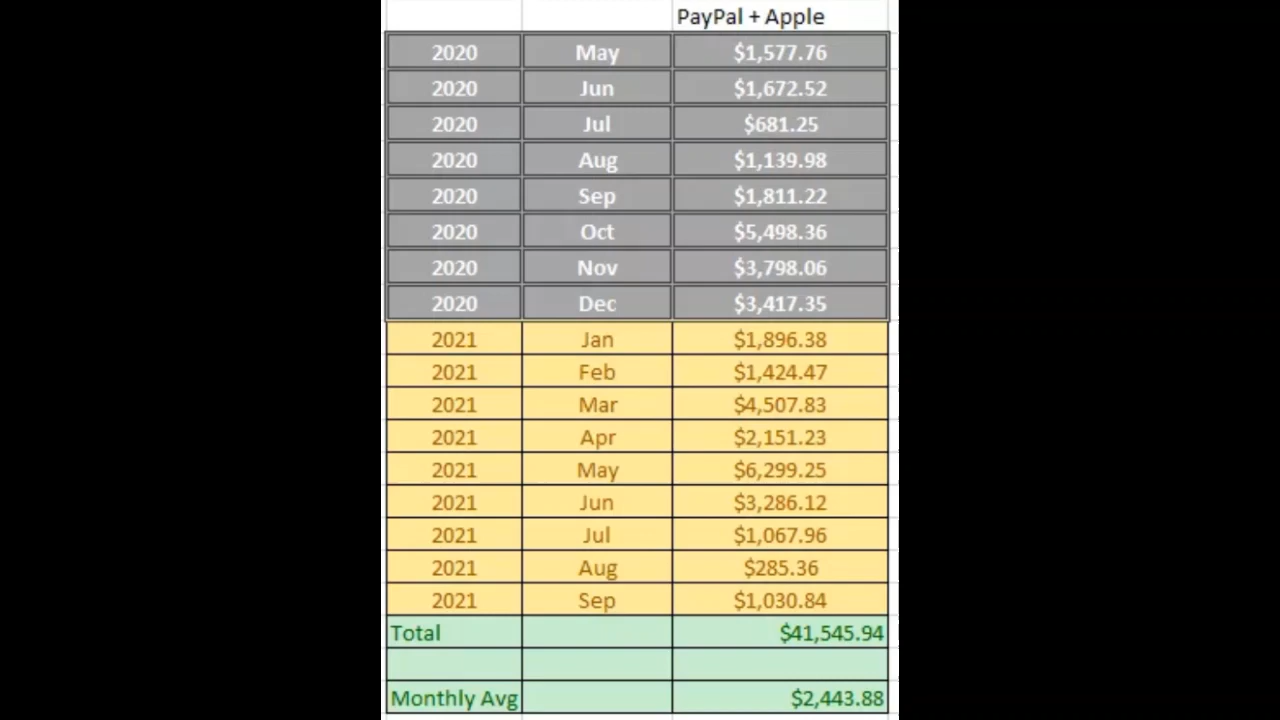 PayPal + Apple
2020 May $1,577.76
2020 Jun $1,672.52
2020 Jul $681.25
2020 Aug $1,139.98
2020 Sep $1,811.22
2020 Oct $5,498.36
2020 Nov $3,798.06
2020 Dec $3,417.35
2021 Jan $1,896.38
2021 Feb $1,424.47
2021 Mar $4,507.83
2021 Apr $2,151.23
2021 May $6,299.25
2021 Jun $3,286.12
2021 Jul $1,067.96
2021 Aug $285.36
2021 Sep $1,030.84
Total $41,545.94
Monthly Avg $2,443.88